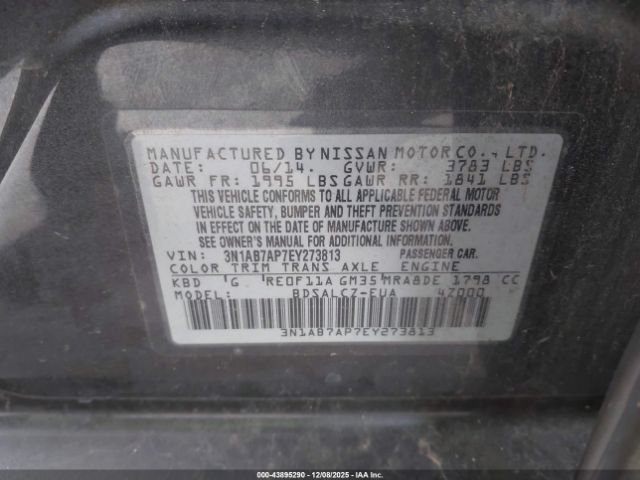 MANUFACTURED BY NISSAN MOTOR CO., LTD.
DATE: 06/14. GVWR: 3783 LBS
GAWR FR: 1995 LBS GAWR RR: 1841 LBS
THIS VEHICLE CONFORMS TO ALL APPLICABLE FEDERAL MOTOR
VEHICLE SAFETY, BUMPER AND THEFT PREVENTION STANDARDS
IN EFFECT ON THE DATE OF MANUFACTURE SHOWN ABOVE.
SEE OWNER'S MANUAL FOR ADDITIONAL INFORMATION.
VIN: 3N1AB7AP7EY273813 PASSENGER CAR.
COLOR TRIM TRANS AXLE ENGINE
KBD G RE0F11A GM35 MRA8DE 1798 CC
MODEL: BDSALCZ-EUA 4Z000
3N1AB7AP7EY273813
000-43895290 - 12/08/2025 - IAA Inc.